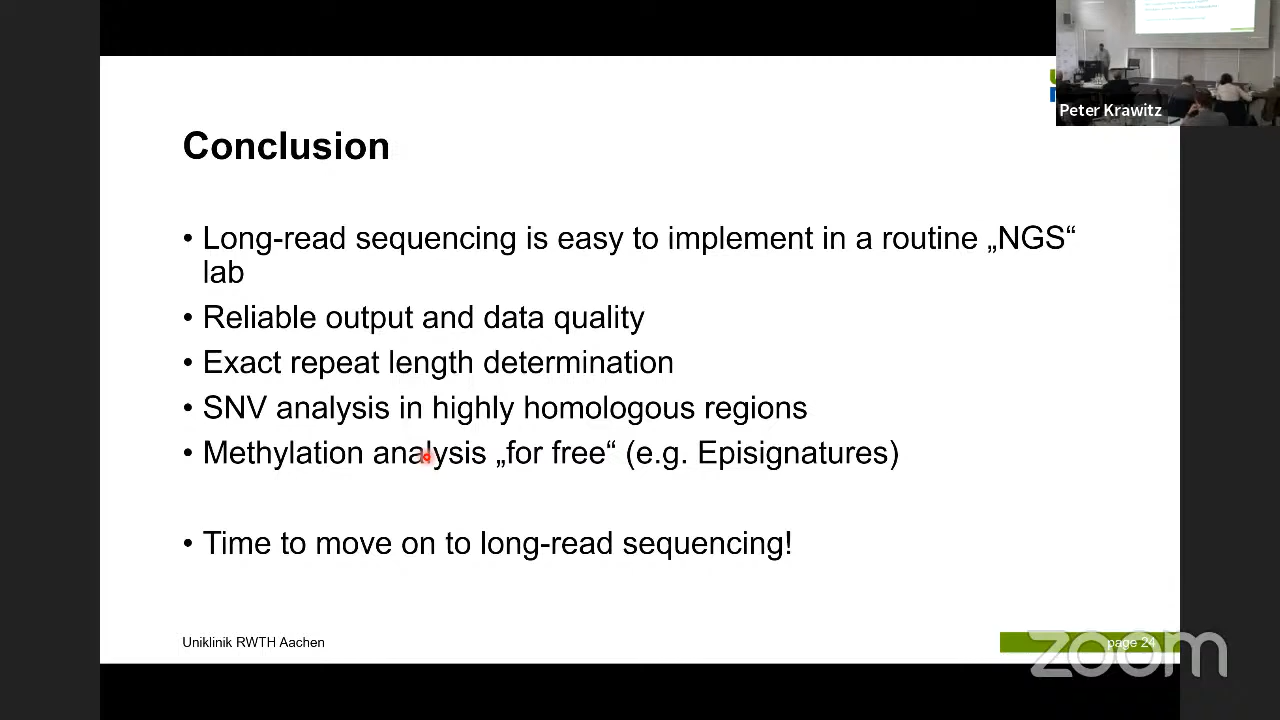 Peter Krawitz
Conclusion
• Long-read sequencing is easy to implement in a routine „NGS“
lab
• Reliable output and data quality
• Exact repeat length determination
• SNV analysis in highly homologous regions
• Methylation analysis „for free“ (e.g. Episignatures)
• Time to move on to long-read sequencing!
Uniklinik RWTH Aachen
page 24
zoom